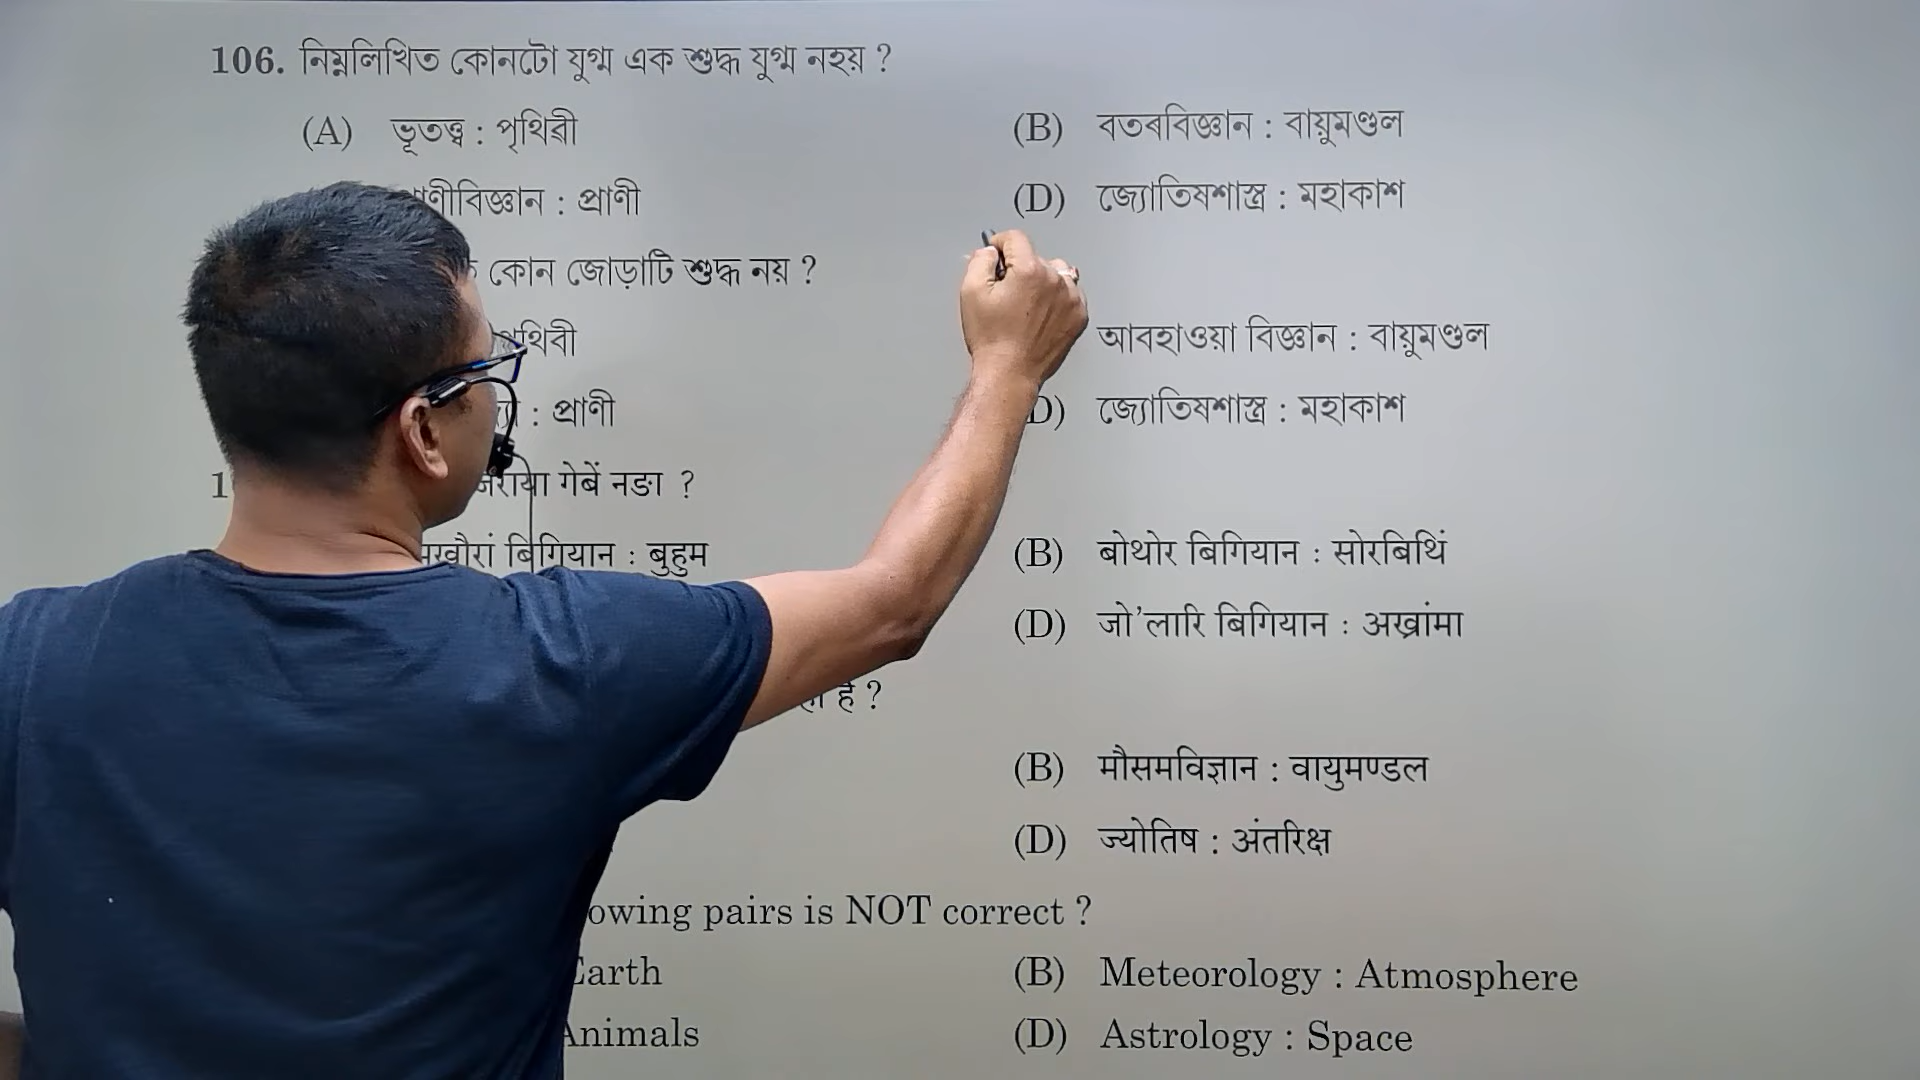 106. নিম্নলিখিত কোনটো যুগ্ম এক শুদ্ধ যুগ্ম নহয় ?
(A) ভূতত্ত্ব : পৃথিৱী
(B) বতৰবিজ্ঞান : বায়ুমণ্ডল
: প্রাণী
(D) জ্যোতিষশাস্ত্র : মহাকাশ
কোন জোড়াটি শুদ্ধ নয় ?
আবহাওয়া বিজ্ঞান : বায়ুমণ্ডল
: প্রাণী
(D) জ্যোতিষশাস্ত্র : মহাকাশ
गेबें नङा ?
बिगियान : बुहुम
(B) बोथोर बिगियान : सोरबिथिं
(D) जो'लारि बिगियान : अख्रांमा
है ?
(B) मौसमविज्ञान : वायुमण्डल
(D) ज्योतिष : अंतरिक्ष
pairs is NOT correct ?
Earth
(B) Meteorology : Atmosphere
Animals
(D) Astrology : Space